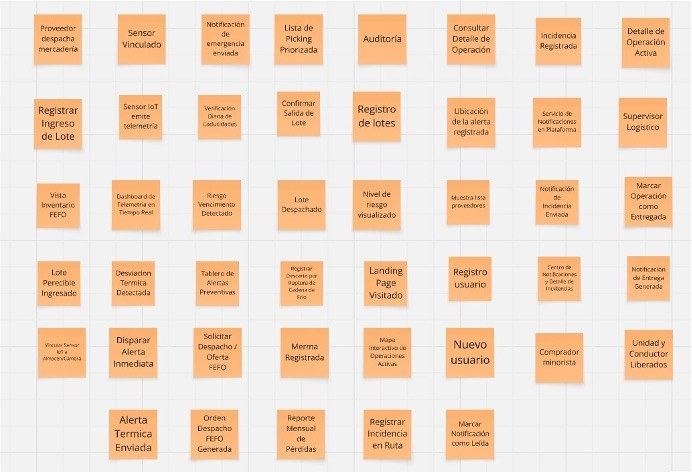 Proveedor
despacha
mercadería
Sensor
Vinculado
Notificación
de
emergencia
enviada
Lista de
Picking
Priorizada
Auditoría
Consultar
Detalle de
Operación
Incidencia
Registrada
Detalle de
Operación
Activa
Registrar
Ingreso
de Lote
Sensor IoT
emite
telemetría
Verificación
Diaria de
Caducidades
Confirmar
Salida de
Lote
Registro
de lotes
Ubicación
de la alerta
registrada
Servicio de
Notificaciones
en Plataforma
Supervisor
Logístico
Vista
Inventario
FEFO
Dashboard de
Telemetría en
Tiempo Real
Riesgo
Vencimiento
Detectado
Lote
Despachado
Nivel de
riesgo
visualizado
Muestra lista
proveedores
Notificación
de
Incidencia
Enviada
Marcar
Operación
como
Entregada
Lote
Perecible
Ingresado
Desviacion
Termica
Detectada
Tablero de
Alertas
Preventivas
Registrar
Descarte por
Ruptura de
Cadena de
Frio
Landing
Page
Visitado
Registro
usuario
Centro de
Notificaciones
y Detalle de
Incidencias
Notificación
de Entrega
Generada
Vincular Sensor
IoT a
Almacén/Cámara
Disparar
Alerta
Inmediata
Solicitar
Despacho /
Oferta
FEFO
Merma
Registrada
Mapa
Interactivo de
Operaciones
Activas
Nuevo
usuario
Comprador
minorista
Unidad y
Conductor
Liberados
Alerta
Termica
Enviada
Orden
Despacho
FEFO
Generada
Reporte
Mensual
de
Pérdidas
Registrar
Incidencia
en Ruta
Marcar
Notificación
como Leída